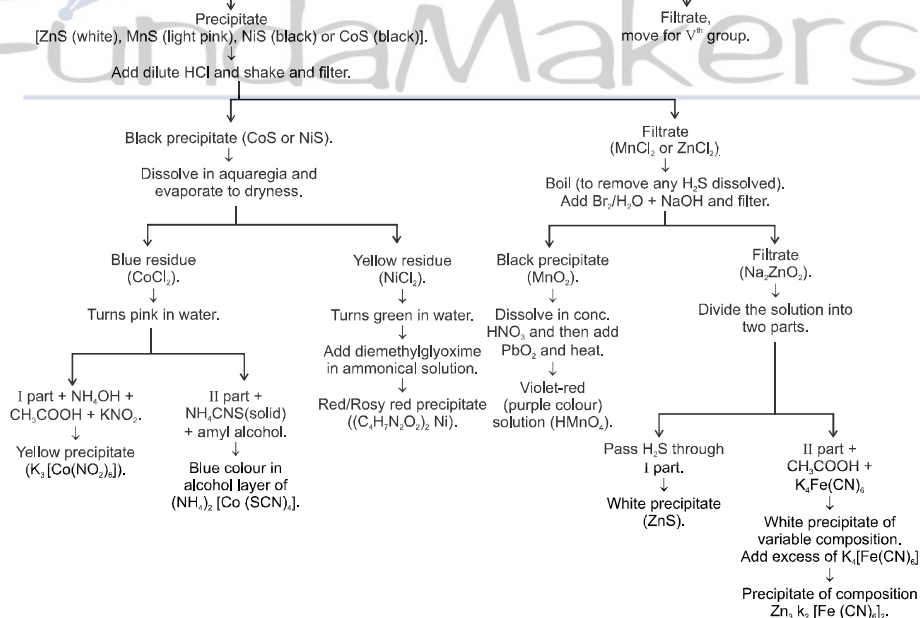 FundaMakers
Precipitate
[ZnS (white), MnS (light pink), NiS (black) or CoS (black)].
Filtrate,
move for Vth group.
Add dilute HCl and shake and filter.
Black precipitate (CoS or NiS).
Dissolve in aquaregia and
evaporate to dryness.
Filtrate
(MnCl2 or ZnCl2)
Boil (to remove any H2S dissolved).
Add Br2/H2O + NaOH and filter.
Blue residue
(CoCl2).
Turns pink in water.
Yellow residue
(NiCl2).
Turns green in water.
Add diemethylglyoxime
in ammonical solution.
Red/Rosy red precipitate
((C4H7N2O2)2 Ni).
Black precipitate
(MnO2).
Dissolve in conc.
HNO3 and then add
PbO2 and heat.
Violet-red
(purple colour)
solution (HMnO4).
Filtrate
(Na2ZnO2).
Divide the solution into
two parts.
I part + NH4OH +
CH3COOH + KNO2.
Yellow precipitate
(K3[Co(NO2)6]).
II part +
NH4CNS(solid)
+ amyl alcohol.
Blue colour in
alcohol layer of
(NH4)2 [Co (SCN)4].
Pass H2S through
I part.
White precipitate
(ZnS).
II part +
CH3COOH +
K4Fe(CN)6
White precipitate of
variable composition.
Add excess of K4[Fe(CN)6]
Precipitate of composition
Zn3 k2 [Fe (CN)6]2.